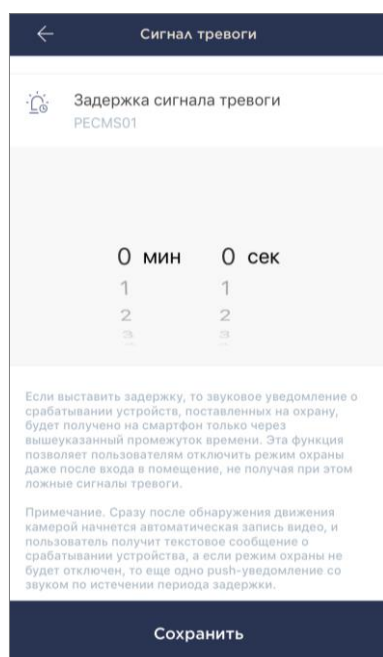 Сигнал тревоги
Задержка сигнала тревоги
PECMS01
0 мин 0 сек
1 1
2 2
3 3
Если выставить задержку, то звуковое уведомление о
срабатывании устройств, поставленных на охрану,
будет получено на смартфон только через
вышеуказанный промежуток времени. Эта функция
позволяет пользователям отключить режим охраны
даже после входа в помещение, не получая при этом
ложные сигналы тревоги.
Примечание. Сразу после обнаружения движения
камерой начнется автоматическая запись видео, и
пользователь получит текстовое сообщение о
срабатывании устройства, а если режим охраны не
будет отключен, то еще одно push-уведомление со
звуком по истечении периода задержки.
Сохранить